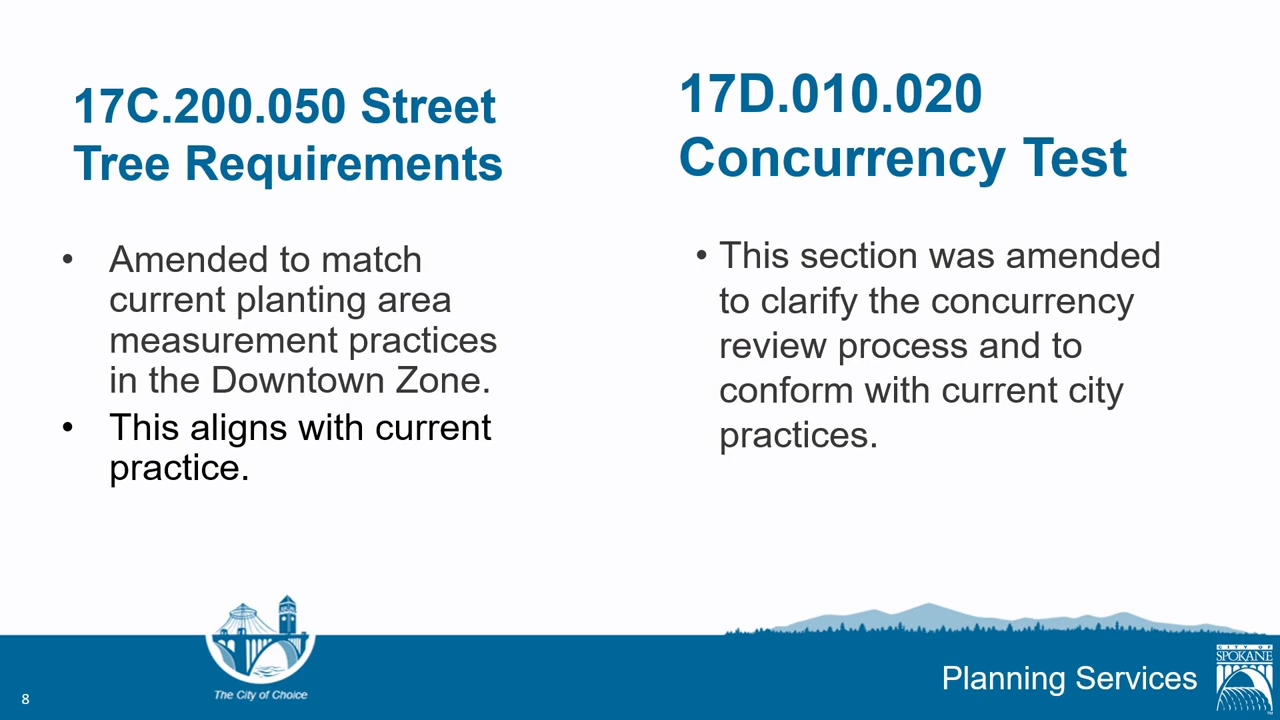 17C.200.050 Street
Tree Requirements
• Amended to match
current planting area
measurement practices
in the Downtown Zone.
• This aligns with current
practice.
17D.010.020
Concurrency Test
• This section was amended
to clarify the concurrency
review process and to
conform with current city
practices.
The City of Choice
8
Planning Services
CITY OF
SPOKANE